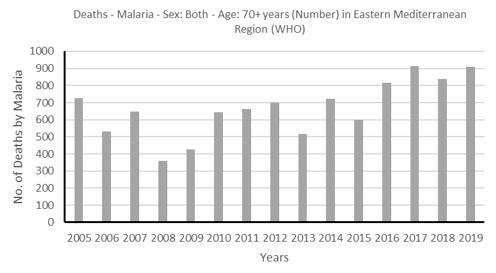 Deaths - Malaria - Sex: Both - Age: 70+ years (Number) in Eastern Mediterranean
Region (WHO)
1000
900
800
700
600
500
400
300
200
100
0
No. of Deaths by Malaria
2005 2006 2007 2008 2009 2010 2011 2012 2013 2014 2015 2016 2017 2018 2019
Years